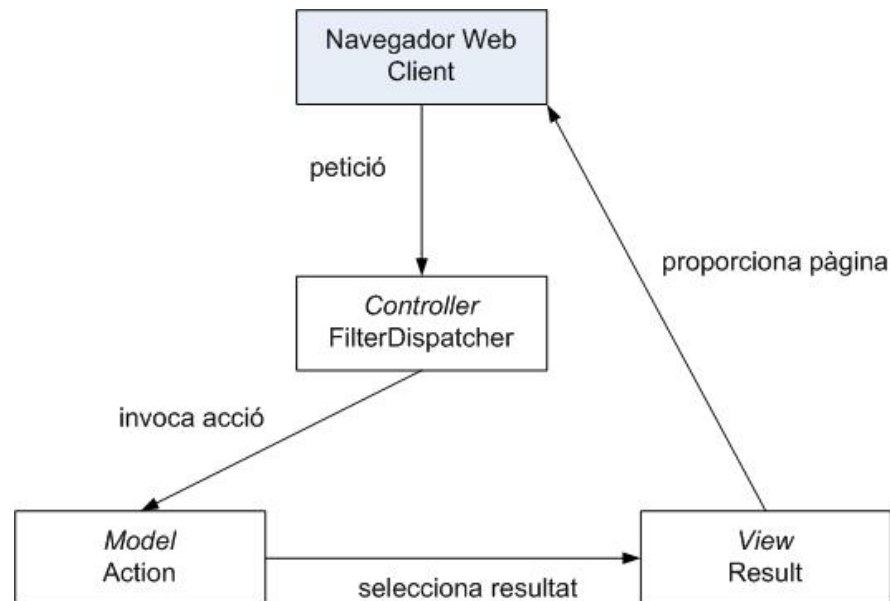 Navegador Web
Client
petició
proporciona pàgina
Controller
FilterDispatcher
invoca acció
Model
Action
selecciona resultat
View
Result